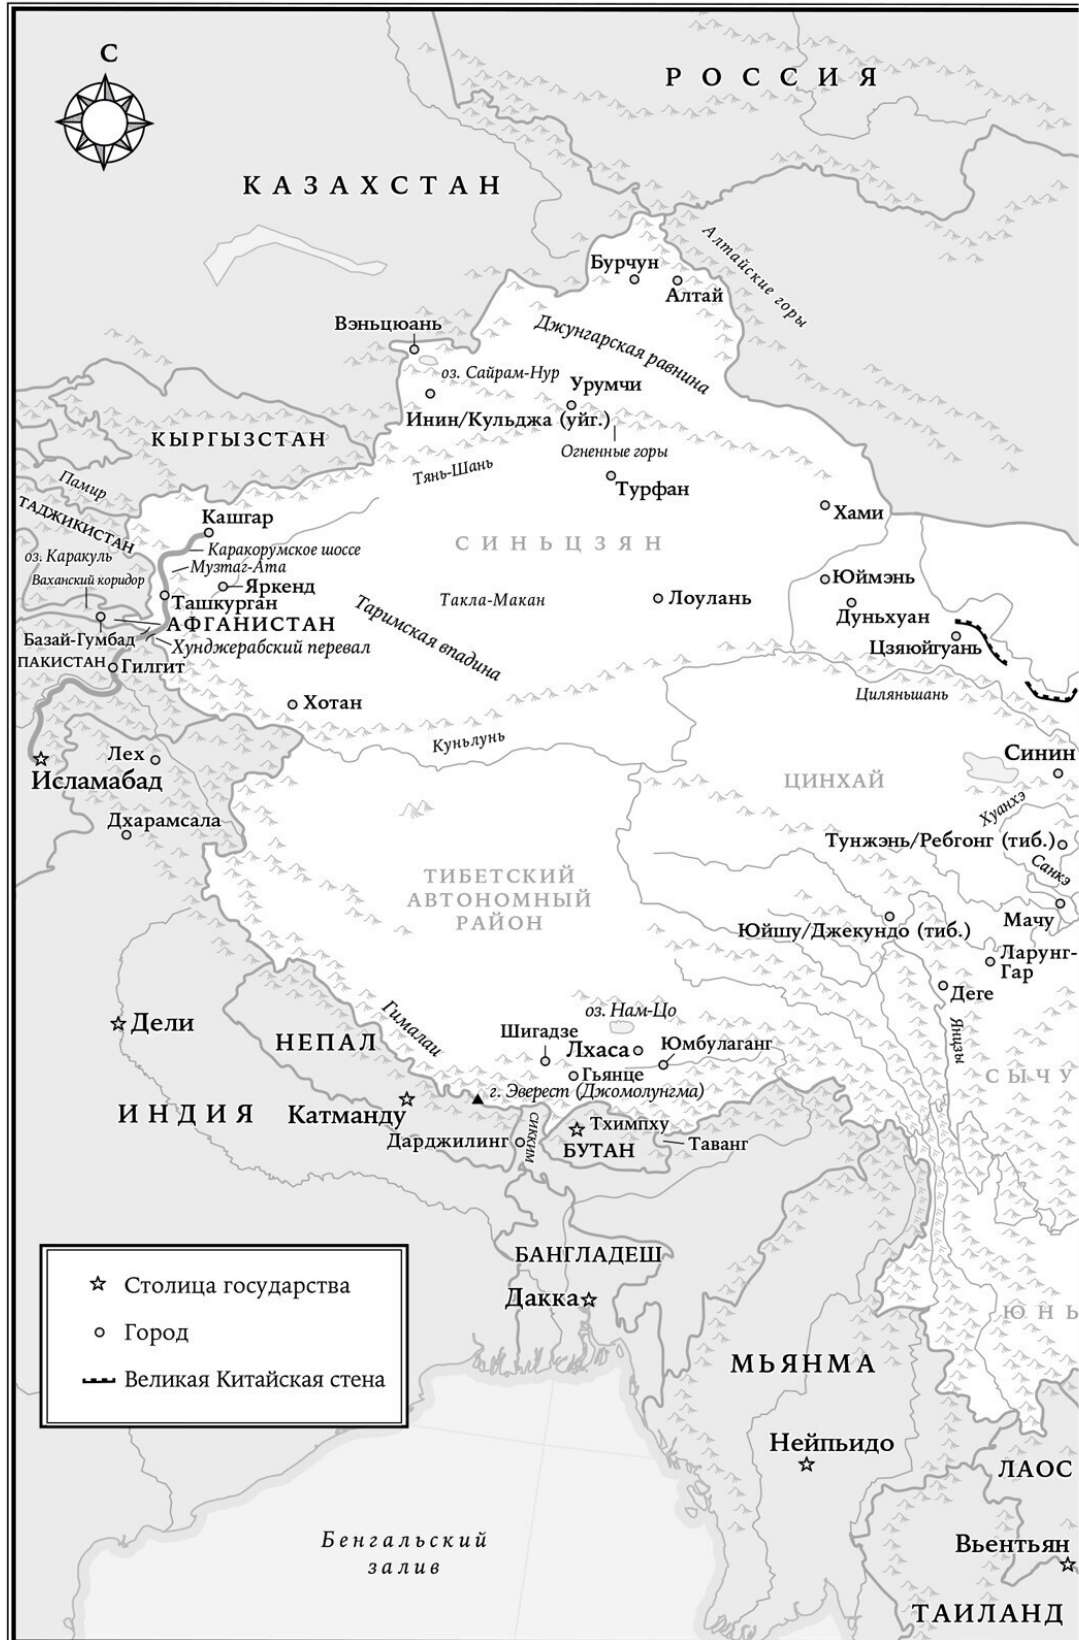 С
РОССИЯ
КАЗАХСТАН
Алтайские горы
Бурчун
Алтай
Вэньцюань
Джунгарская равнина
оз. Сайрам-Нур
Урумчи
Инин/Кульджа (уйг.)
КЫРГЫЗСТАН
Огненные горы
Тянь-Шань
Памир
Турфан
ТАДЖИКИСТАН
Хами
Кашгар
СИНЬЦЗЯН
Каракорумское шоссе
оз. Каракуль
Музтаг-Ата
Ваханский коридор
Яркенд
Юймэнь
Ташкурган
Такла-Макан
Лоулань
Таримская впадина
Дуньхуан
АФГАНИСТАН
Базай-Гумбад
Хунджерабский перевал
Цзяюйгуань
ПАКИСТАН
Гилгит
Циляньшань
Хотан
Куньлунь
Лех
Синин
Исламабад
ЦИНХАЙ
Хуанхэ
Дхарамсала
Тунжэнь/Ребгонг (тиб.)
Санкэ
ТИБЕТСКИЙ
АВТОНОМНЫЙ
РАЙОН
Мачу
Юйшу/Джекундо (тиб.)
Ларунг-
Гар
Деге
Гималаи
оз. Нам-Цо
Дели
Шигадзе
НЕПАЛ
Лхаса
Юмбулаганг
Янцзы
Гьянце
СЫЧУ
г. Эверест (Джомолунгма)
ИНДИЯ
Катманду
Тхимпху
Дарджилинг
СИККИМ
БУТАН
Таванг
БАНГЛАДЕШ
Столица государства
Дакка
ЮНЬ
Город
МЬЯНМА
Великая Китайская стена
Нейпьидо
ЛАОС
Бенгальский
залив
Вьентьян
ТАИЛАНД